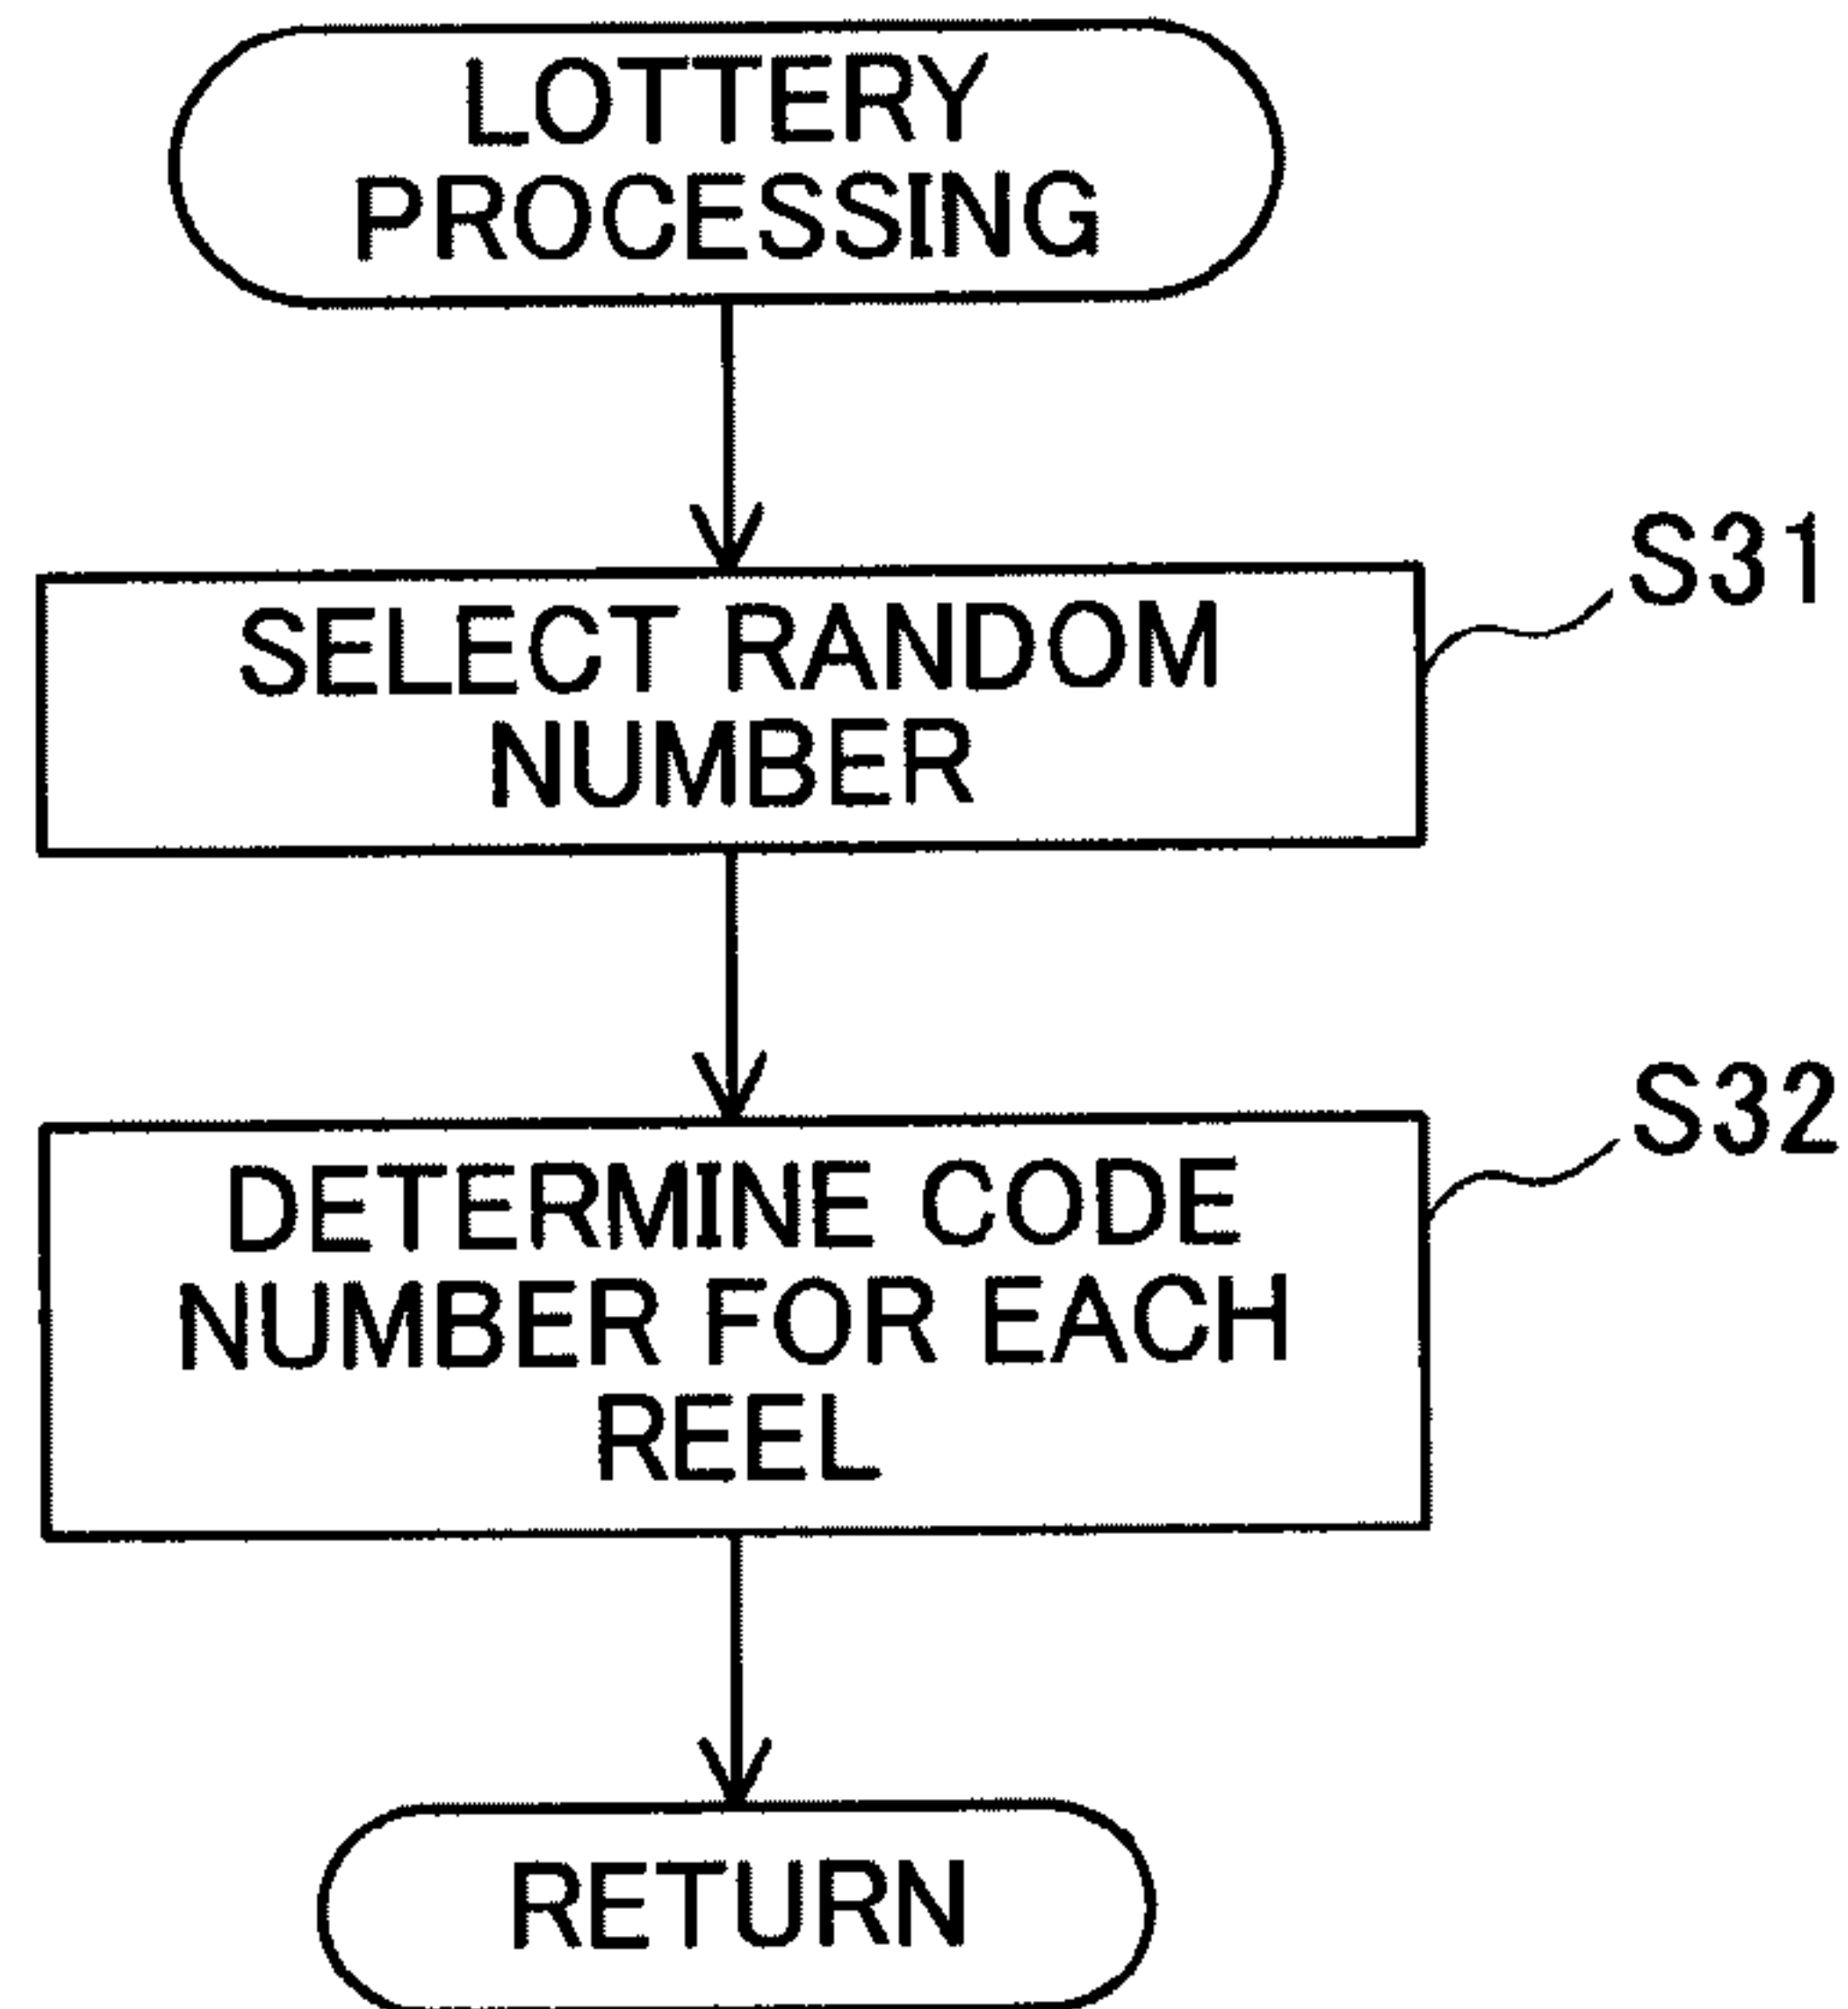 LOTTERY
PROCESSING
S31
SELECT RANDOM
NUMBER
S32
DETERMINE CODE
NUMBER FOR EACH
REEL
RETURN